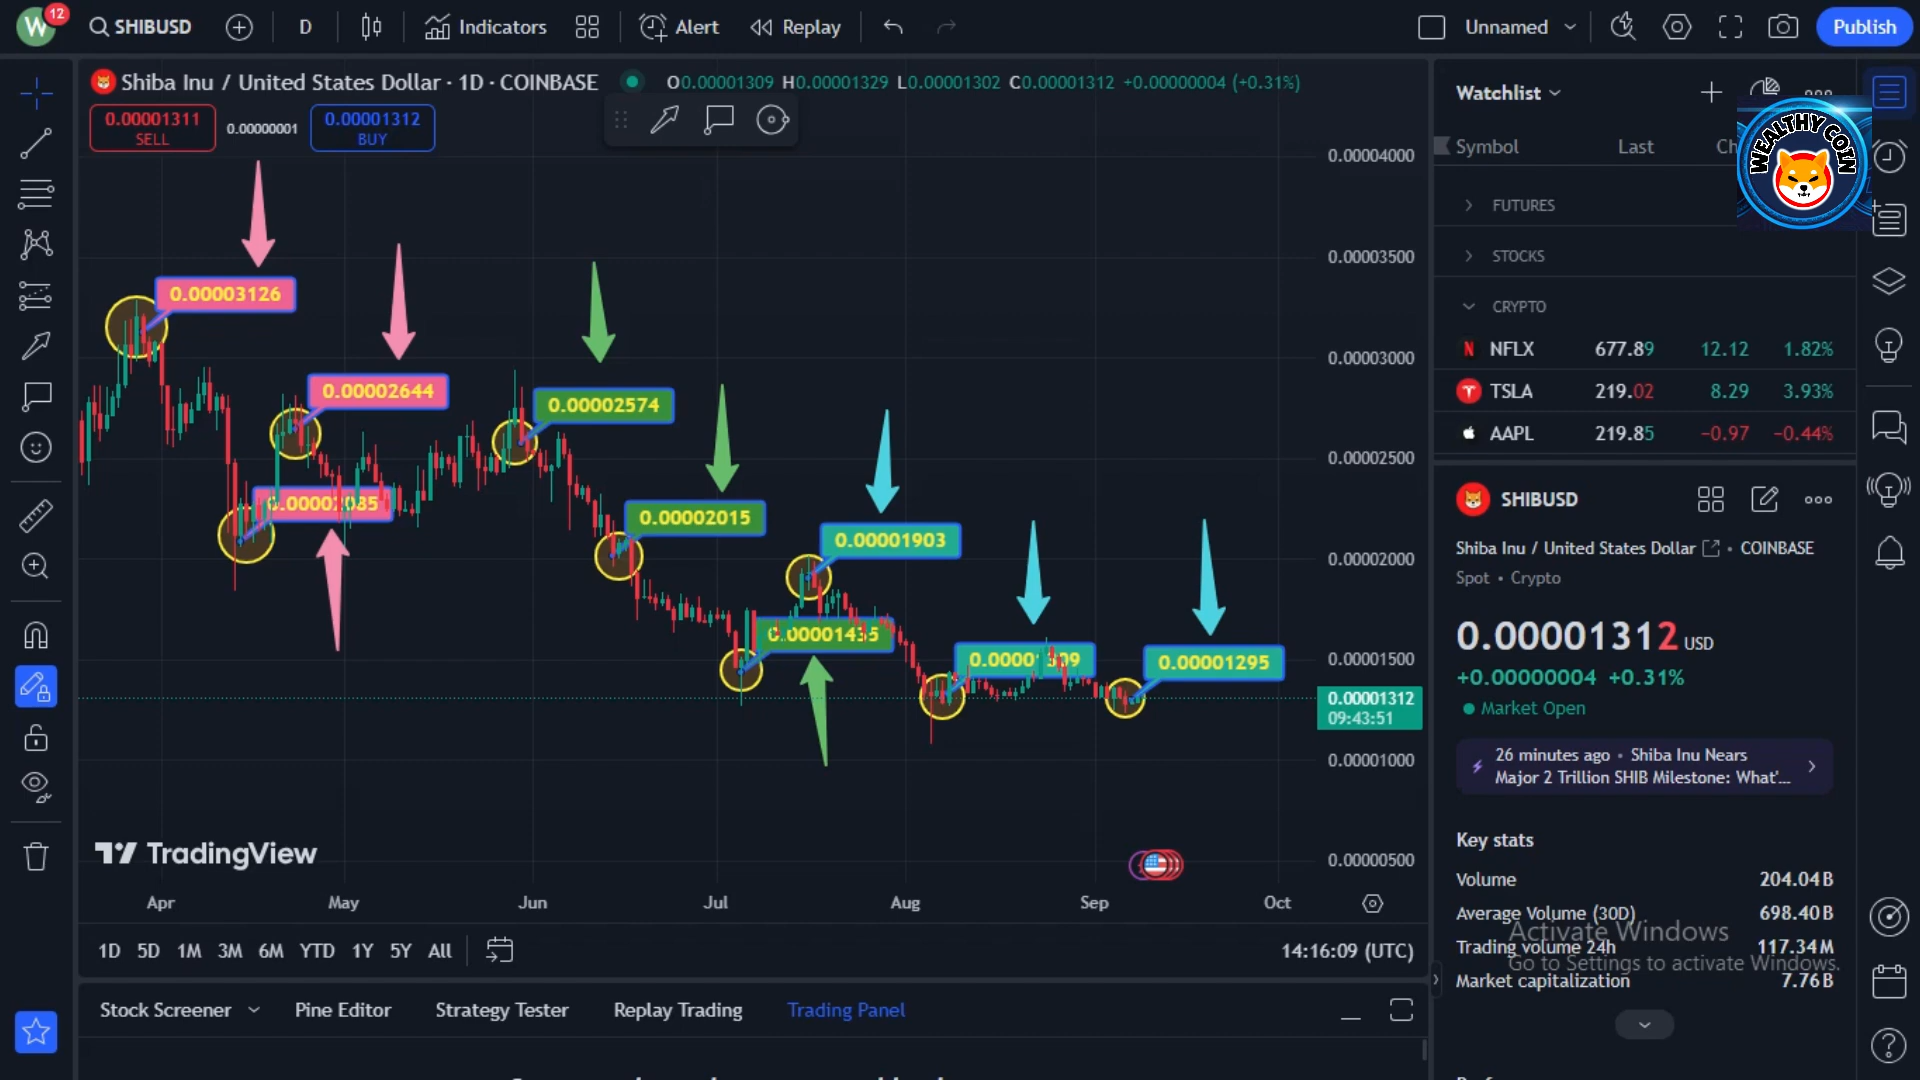 W 12 SHIBUSD D Indicators Alert Replay Unnamed Publish
Shiba Inu / United States Dollar · 1D · COINBASE O0.00001309 H0.00001329 L0.00001302 C0.00001312 +0.00000004 (+0.31%)
0.00001311
SELL
0.00000001
0.00001312
BUY
0.00003126
0.00002644
0.00002085
0.00002574
0.00002015
0.00001435
0.00001903
0.00001309
0.00001295
0.00004000
0.00003500
0.00003000
0.00002500
0.00002000
0.00001500
0.00001312
09:43:51
0.00001000
0.00000500
TradingView
Apr May Jun Jul Aug Sep Oct
1D 5D 1M 3M 6M YTD 1Y 5Y All 14:16:09 (UTC)
Stock Screener Pine Editor Strategy Tester Replay Trading Trading Panel
Watchlist
WEALTHY COIN
Symbol Last Ch
FUTURES
STOCKS
CRYPTO
NFLX 677.89 12.12 1.82%
TSLA 219.02 8.29 3.93%
AAPL 219.85 −0.97 −0.44%
SHIBUSD
Shiba Inu / United States Dollar • COINBASE
Spot • Crypto
0.00001312 USD
+0.00000004 +0.31%
Market Open
26 minutes ago • Shiba Inu Nears
Major 2 Trillion SHIB Milestone: What'...
Key stats
Volume 204.04B
Average Volume (30D) 698.40B
Trading volume 24h 117.34M
Market capitalization 7.76B
Activate Windows
Go to Settings to activate Windows.